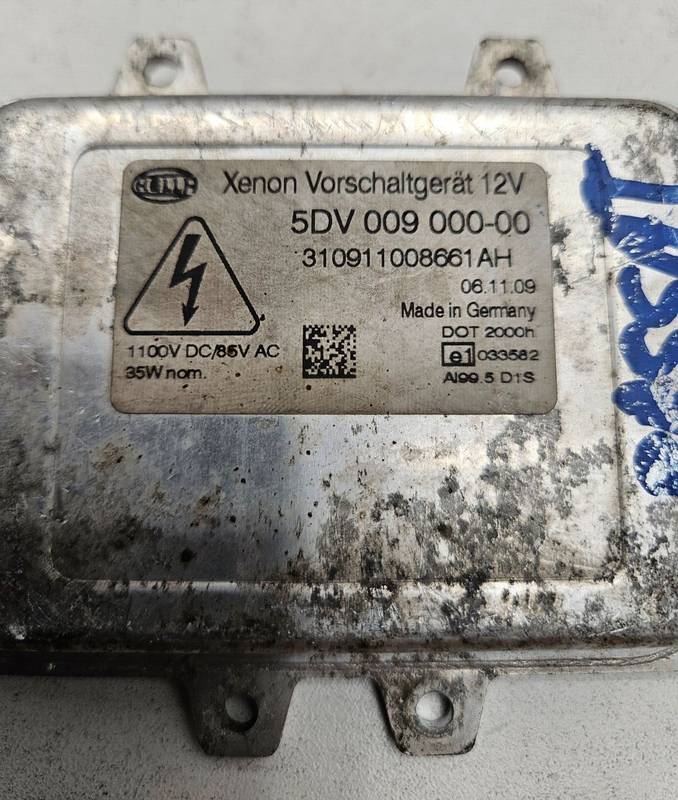 HELLA
Xenon Vorschaltgerät 12V
5DV 009 000-00
310911008661AH
06.11.09
Made in Germany
DOT 2000h
e1 033582
Al99.5 D1S
1100V DC/85V AC
35W nom.